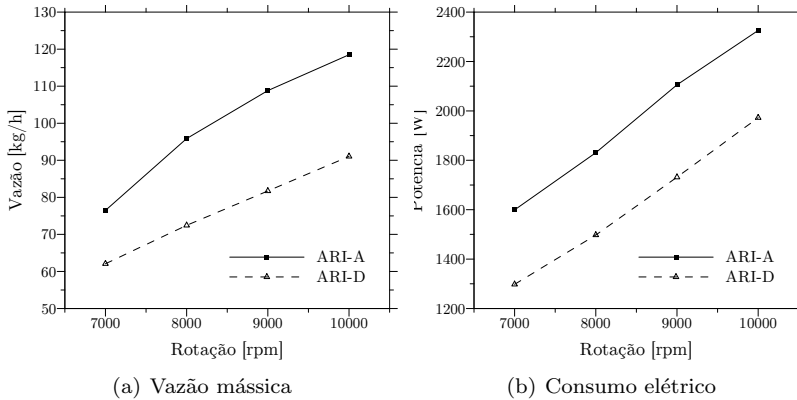 130
120
110
100
90
80
70
60
50
Vazão [kg/h]
ARI-A
ARI-D
7000 8000 9000 10000
Rotação [rpm]
(a) Vazão mássica
2400
2200
2000
1800
1600
1400
1200
Potência [W]
ARI-A
ARI-D
7000 8000 9000 10000
Rotação [rpm]
(b) Consumo elétrico